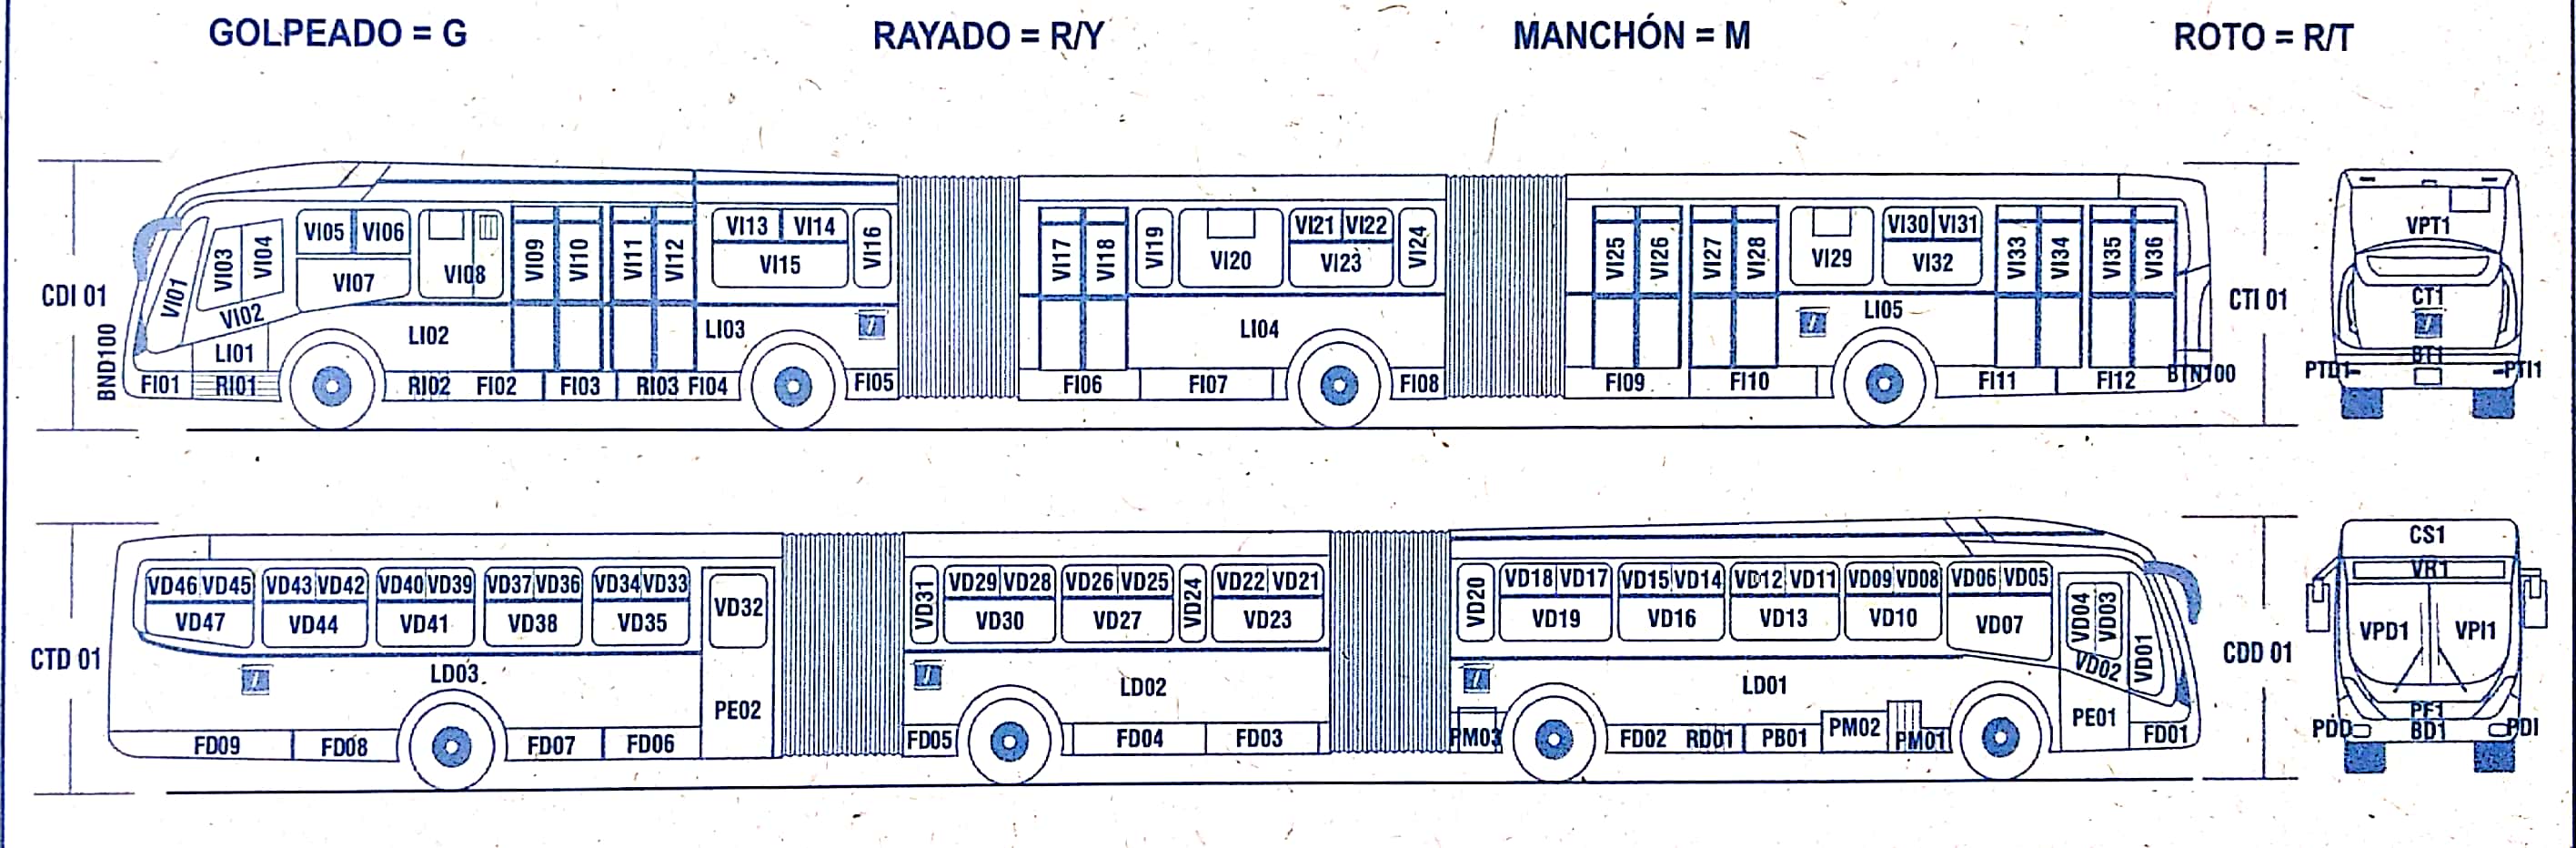 GOLPEADO = G RAYADO = R/Y MANCHÓN = M ROTO = R/T
CDI 01
BND100
VI01
VI02
VI03
VI04
VI05 VI06
VI07
VI08
VI09
VI10
VI11
VI12
VI13 VI14
VI15
VI16
VI17
VI18
VI19
VI20
VI21 VI22
VI23
VI24
VI25
VI26
VI27
VI28
VI29
VI30 VI31
VI32
VI33
VI34
VI35
VI36
LI01
LI02
LI03
LI04
LI05
FI01 RI01 RI02 FI02 FI03 RI03 FI04 FI05 FI06 FI07 FI08 FI09 FI10 FI11 FI12 BTN100
CTI 01
VPT1
CT1
BT1
PTD1 PTI1
CTD 01
VD46 VD45 VD43 VD42 VD40 VD39 VD37 VD36 VD34 VD33
VD47 VD44 VD41 VD38 VD35
VD32
VD31
VD29 VD28 VD26 VD25
VD30 VD27
VD24
VD22 VD21
VD23
VD20
VD18 VD17 VD15 VD14 VD12 VD11 VD09 VD08 VD06 VD05
VD19 VD16 VD13 VD10 VD07
VD04
VD03
VD02
VD01
LD03
LD02
LD01
PE02
PE01
FD09 FD08 FD07 FD06 FD05 FD04 FD03 PM03 FD02 RD01 PB01 PM02 PM01 FD01
CDD 01
CS1
VR1
VPD1 VPI1
PF1
PDD BD1 PDI